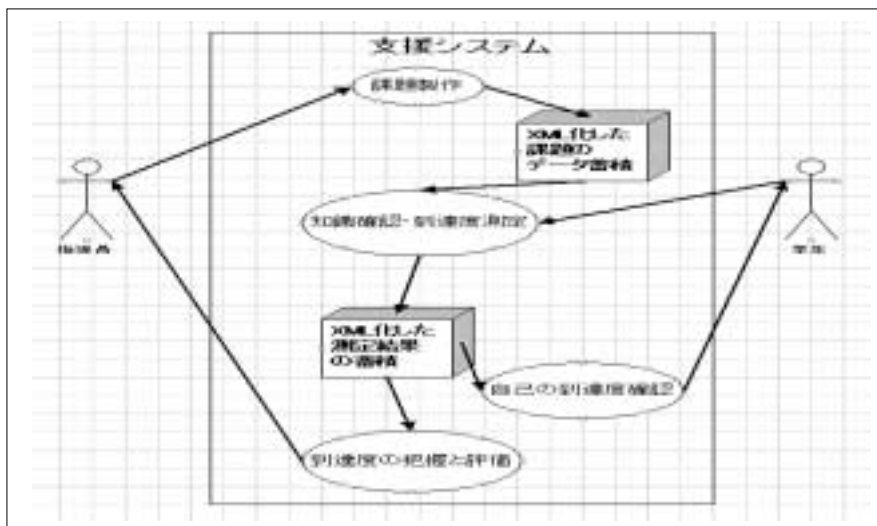 支援システム
課題製作
XML化した
課題の
データ蓄積
知識確認・到達度測定
指導員
学生
XML化した
測定結果
の蓄積
自己の到達度確認
到達度の把握と評価